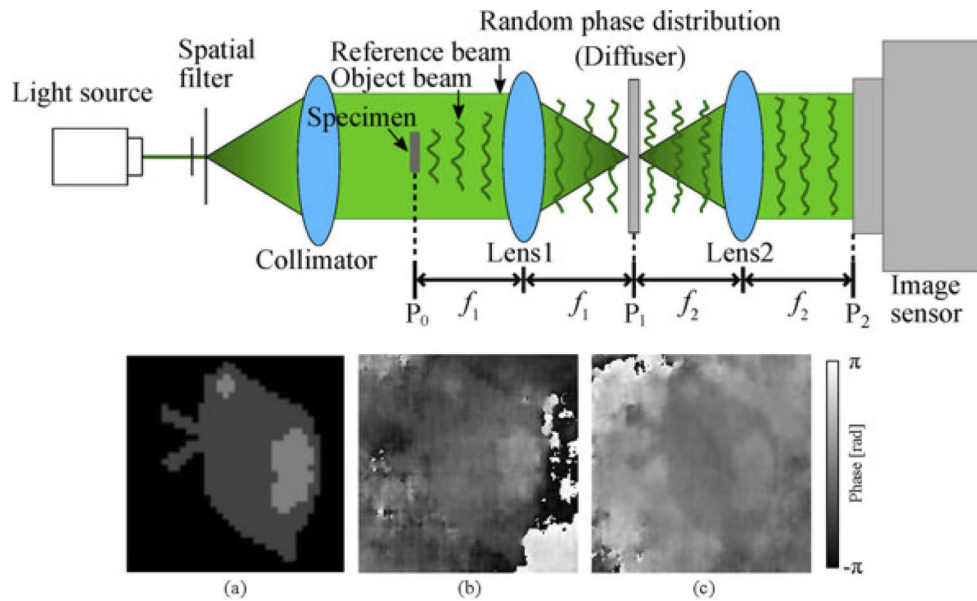 Random phase distribution
(Diffuser)
Spatial
filter
Reference beam
Object beam
Light source
Specimen
Collimator
Lens1
Lens2
Image
sensor
P₀
f₁
f₁
P₁
f₂
f₂
P₂
π
Phase [rad]
-π
(a)
(b)
(c)